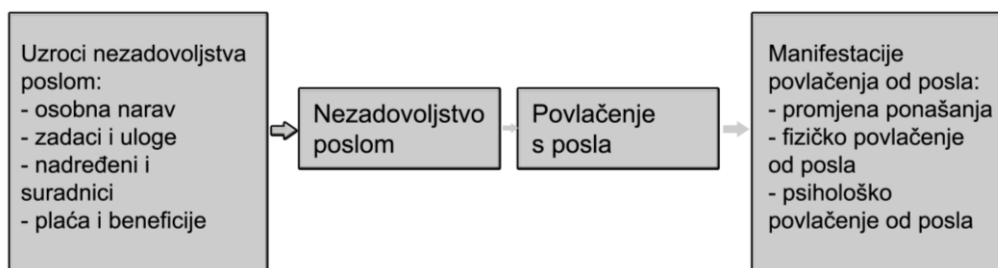 Uzroci nezadovoljstva
poslom:
- osobna narav
- zadaci i uloge
- nadređeni i
suradnici
- plaća i beneficije
Nezadovoljstvo
poslom
Povlačenje
s posla
Manifestacije
povlačenja od posla:
- promjena ponašanja
- fizičko povlačenje
od posla
- psihološko
povlačenje od posla